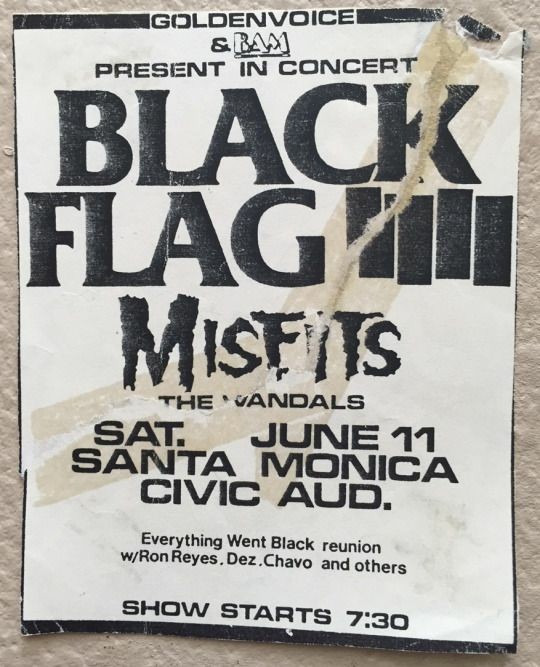 GOLDENVOICE
& BAM
PRESENT IN CONCERT
BLACK
FLAG
MISFITS
THE VANDALS
SAT. JUNE 11
SANTA MONICA
CIVIC AUD.
Everything Went Black reunion
w/Ron Reyes, Dez, Chavo and others
SHOW STARTS 7:30